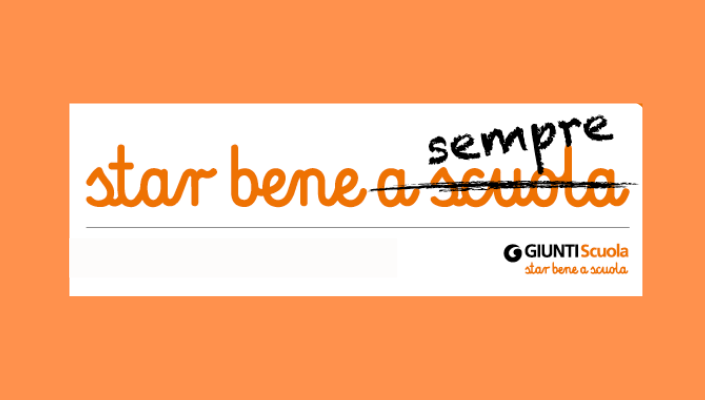 sempre
star bene a scuola
GIUNTI Scuola
star bene a scuola